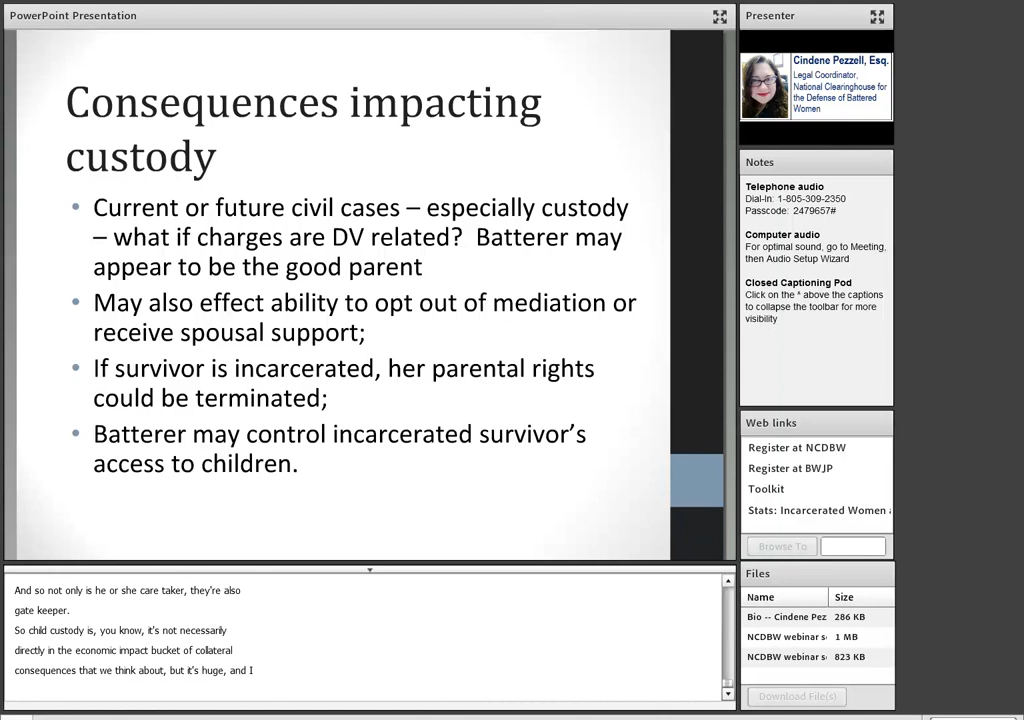 PowerPoint Presentation
Consequences impacting
custody
• Current or future civil cases – especially custody
– what if charges are DV related?  Batterer may
appear to be the good parent
• May also effect ability to opt out of mediation or
receive spousal support;
• If survivor is incarcerated, her parental rights
could be terminated;
• Batterer may control incarcerated survivor's
access to children.
And so not only is he or she care taker, they're also
gate keeper.
So child custody is, you know, it's not necessarily
directly in the economic impact bucket of collateral
consequences that we think about, but it's huge, and I
Presenter
Cindene Pezzell, Esq.
Legal Coordinator,
National Clearinghouse for
the Defense of Battered
Women
Notes
Telephone audio
Dial-In: 1-805-309-2350
Passcode: 2479657#
Computer audio
For optimal sound, go to Meeting,
then Audio Setup Wizard
Closed Captioning Pod
Click on the ^ above the captions
to collapse the toolbar for more
visibility
Web links
Register at NCDBW
Register at BWJP
Toolkit
Stats: Incarcerated Women
Browse To
Files
Name Size
Bio -- Cindene Pez 286 KB
NCDBW webinar s 1 MB
NCDBW webinar s 823 KB
Download File(s)